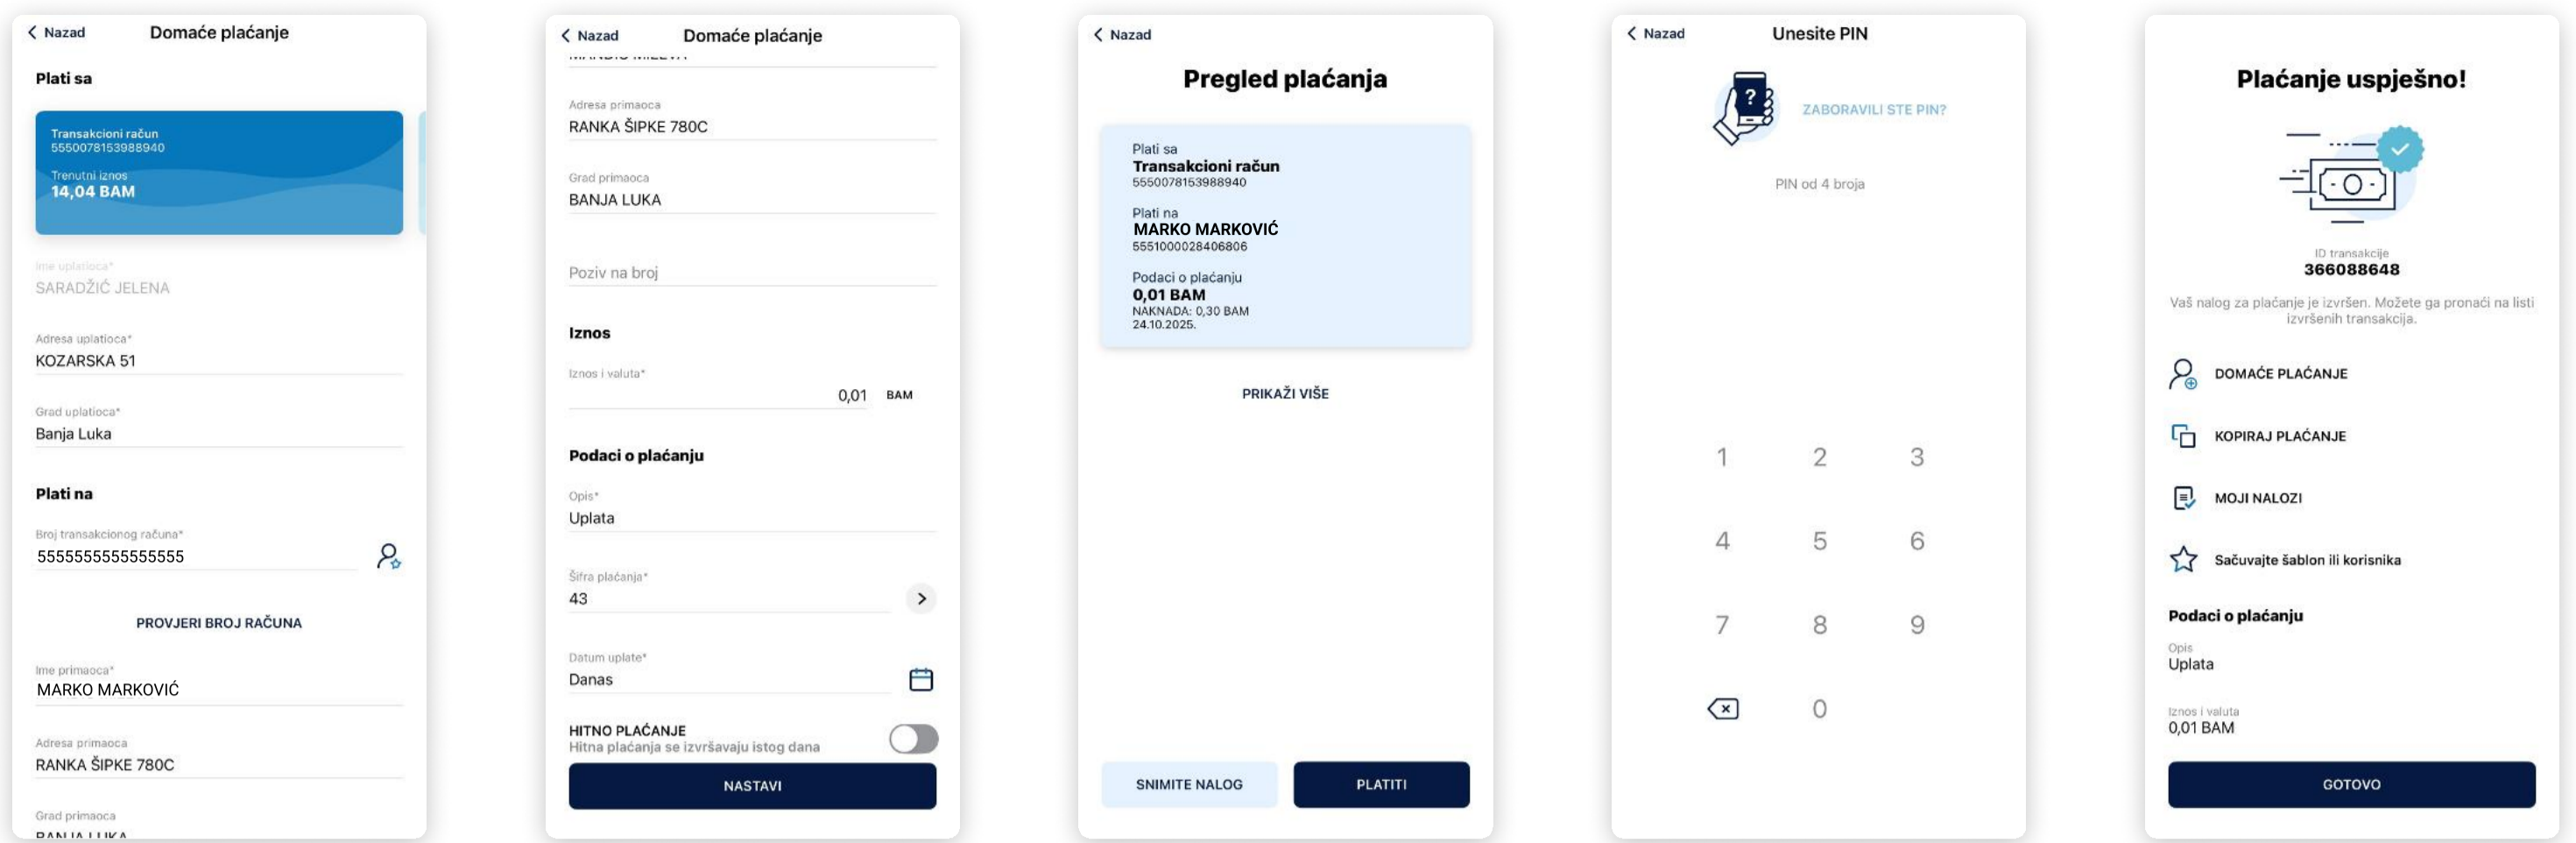 Nazad
Domaće plaćanje
Plati sa
Transakcioni račun
5550078153988940
Trenutni iznos
14,04 BAM
Ime uplatioca*
SARADŽIĆ JELENA
Adresa uplatioca*
KOZARSKA 51
Grad uplatioca*
Banja Luka
Plati na
Broj transakcionog računa*
5555555555555555
PROVJERI BROJ RAČUNA
Ime primaoca*
MARKO MARKOVIĆ
Adresa primaoca
RANKA ŠIPKE 780C
Grad primaoca
BANJA LUKA
Nazad
Domaće plaćanje
Adresa primaoca
RANKA ŠIPKE 780C
Grad primaoca
BANJA LUKA
Poziv na broj
Iznos
Iznos i valuta*
0,01 BAM
Podaci o plaćanju
Opis*
Uplata
Šifra plaćanja*
43
Datum uplate*
Danas
HITNO PLAĆANJE
Hitna plaćanja se izvršavaju istog dana
NASTAVI
Nazad
Pregled plaćanja
Plati sa
Transakcioni račun
5550078153988940
Plati na
MARKO MARKOVIĆ
5551000028406806
Podaci o plaćanju
0,01 BAM
NAKNADA: 0,30 BAM
24.10.2025.
PRIKAŽI VIŠE
SNIMITE NALOG
PLATITI
Nazad
Unesite PIN
?
ZABORAVILI STE PIN?
PIN od 4 broja
1 2 3
4 5 6
7 8 9
0
Plaćanje uspješno!
ID transakcije
366088648
Vaš nalog za plaćanje je izvršen. Možete ga pronaći na listi
izvršenih transakcija.
DOMAĆE PLAĆANJE
KOPIRAJ PLAĆANJE
MOJI NALOZI
Sačuvajte šablon ili korisnika
Podaci o plaćanju
Opis
Uplata
Iznos i valuta
0,01 BAM
GOTOVO